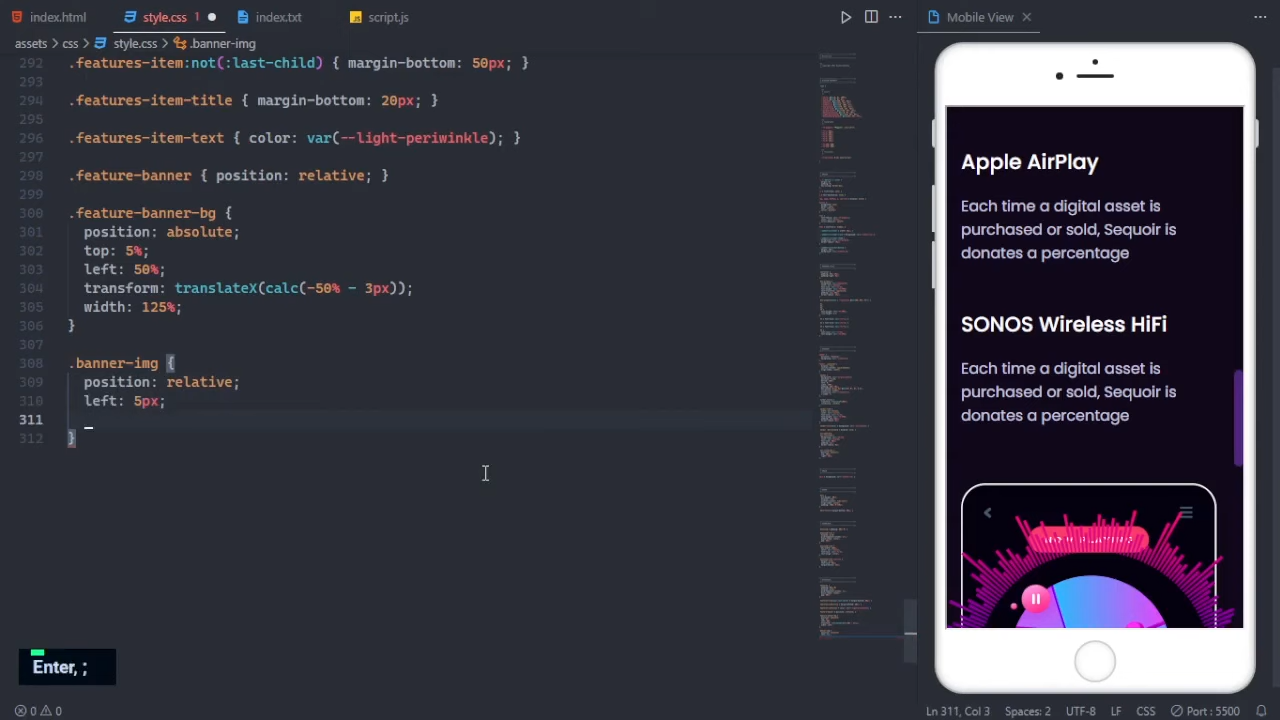 index.html
style.css 1
index.txt
script.js
Mobile View
assets > css > style.css > .banner-img
292 .features-item:not(:last-child) { margin-bottom: 50px; }
293
294 .features-item-title { margin-bottom: 20px; }
295
296 .features-item-text { color: var(--light-periwinkle); }
297
298 .feature-banner { position: relative; }
299
300 .feature-banner-bg {
301 position: absolute;
302 top: 5%;
303 left: 50%;
304 transform: translateX(calc(-50% - 3px));
305 width: 125%;
306 }
307
308 .banner-img {
309 position: relative;
310 left: 5px;
311
312 }
Apple AirPlay
Each time a digital asset is
purchased or sold, Sequoir is
donates a percentage
SONOS Wireless HiFi
Each time a digital asset is
purchased or sold, Sequoir is
donates a percentage
Enter, ;
0 0
Ln 311, Col 3
Spaces: 2
UTF-8
LF
CSS
Port : 5500